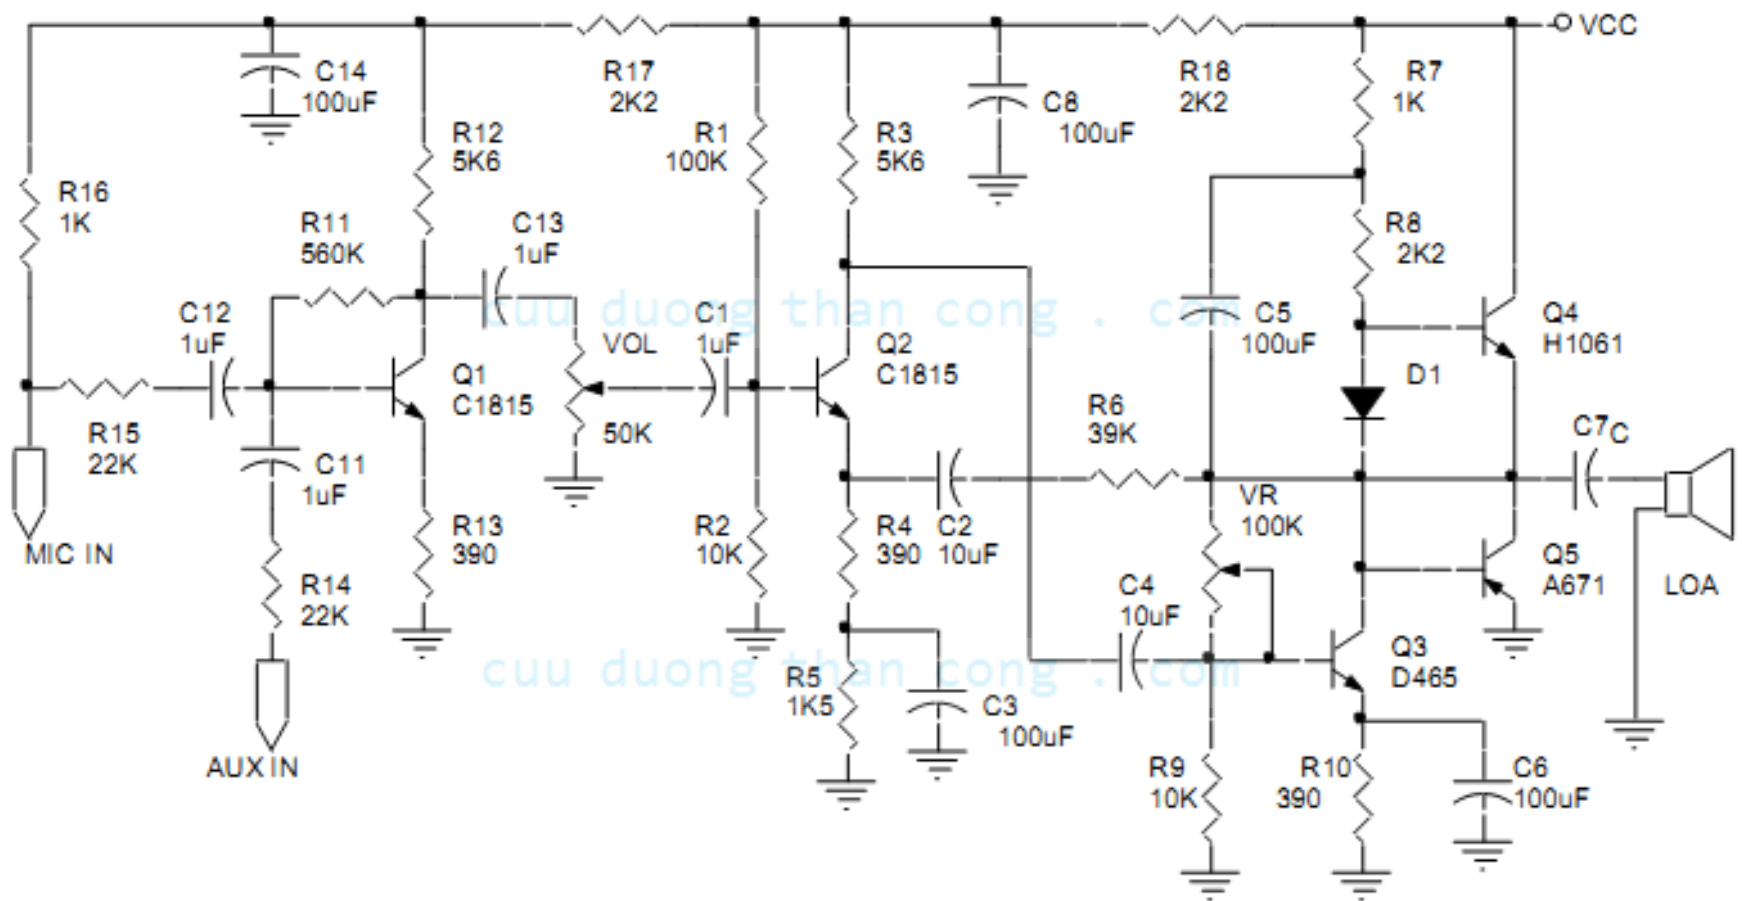 VCC
C14
100uF
R17
2K2
C8
100uF
R18
2K2
R7
1K
R12
5K6
R1
100K
R3
5K6
R16
1K
R11
560K
C13
1uF
R8
2K2
cuu duong than cong . com
C12
1uF
VOL
C1
1uF
Q2
C1815
C5
100uF
Q4
H1061
Q1
C1815
D1
R15
22K
C11
1uF
50K
R6
39K
C7
C
VR
100K
MIC IN
R13
390
R2
10K
R4
390
C2
10uF
Q5
A671
LOA
R14
22K
C4
10uF
cuu duong than cong . com
Q3
D465
R5
1K5
C3
100uF
AUX IN
R9
10K
R10
390
C6
100uF